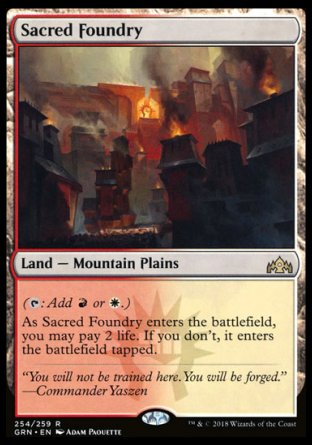 Sacred Foundry
Land — Mountain Plains
(: Add or .)
As Sacred Foundry enters the battlefield,
you may pay 2 life. If you don't, it enters
the battlefield tapped.
"You will not be trained here. You will be forged."
—Commander Yaszen
254/259 R
GRN • EN Adam Paquette
™ & © 2018 Wizards of the Coast